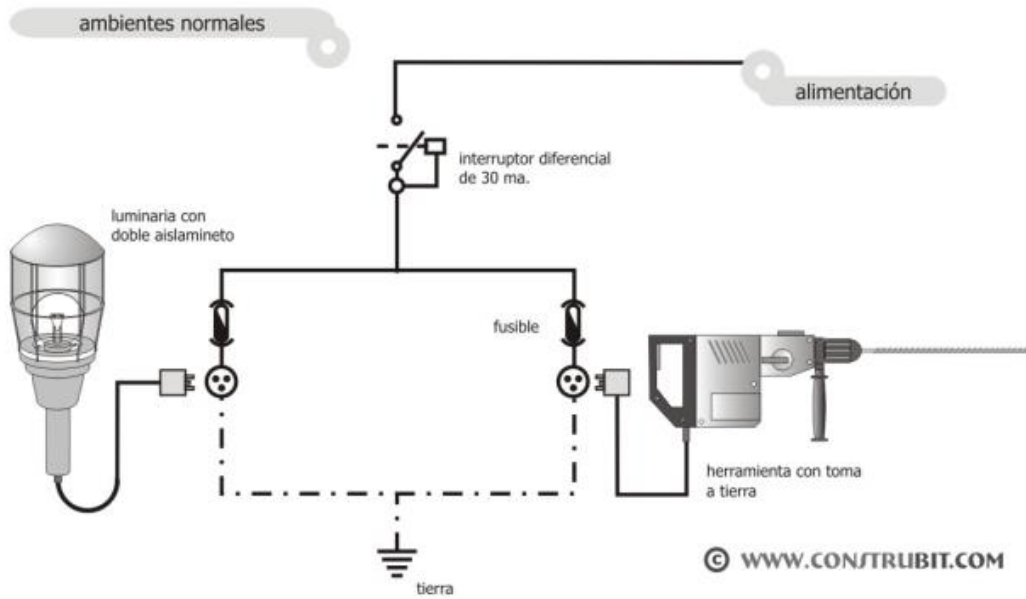 ambientes normales
alimentación
interruptor diferencial
de 30 ma.
luminaria con
doble aislamineto
fusible
herramienta con toma
a tierra
tierra
© WWW.CONSTRUBIT.COM